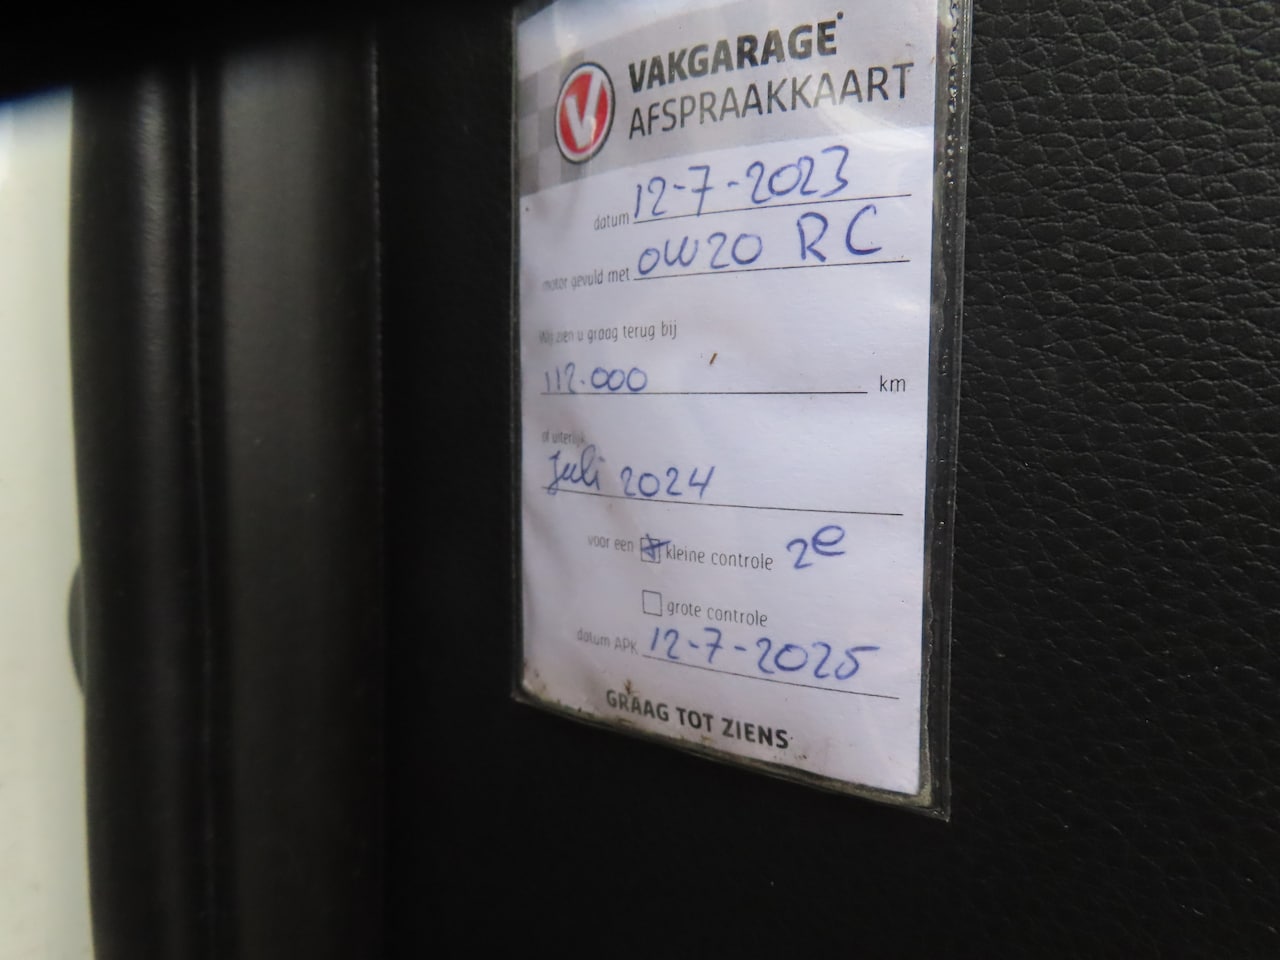 VAKGARAGE
AFSPRAAKKAART
datum 12-7-2023
motor gevuld met 0W20 RC
Wij zien u graag terug bij
112.000 km
of uiterlijk
Juli 2024
voor een kleine controle 2e
grote controle
datum APK 12-7-2025
GRAAG TOT ZIENS